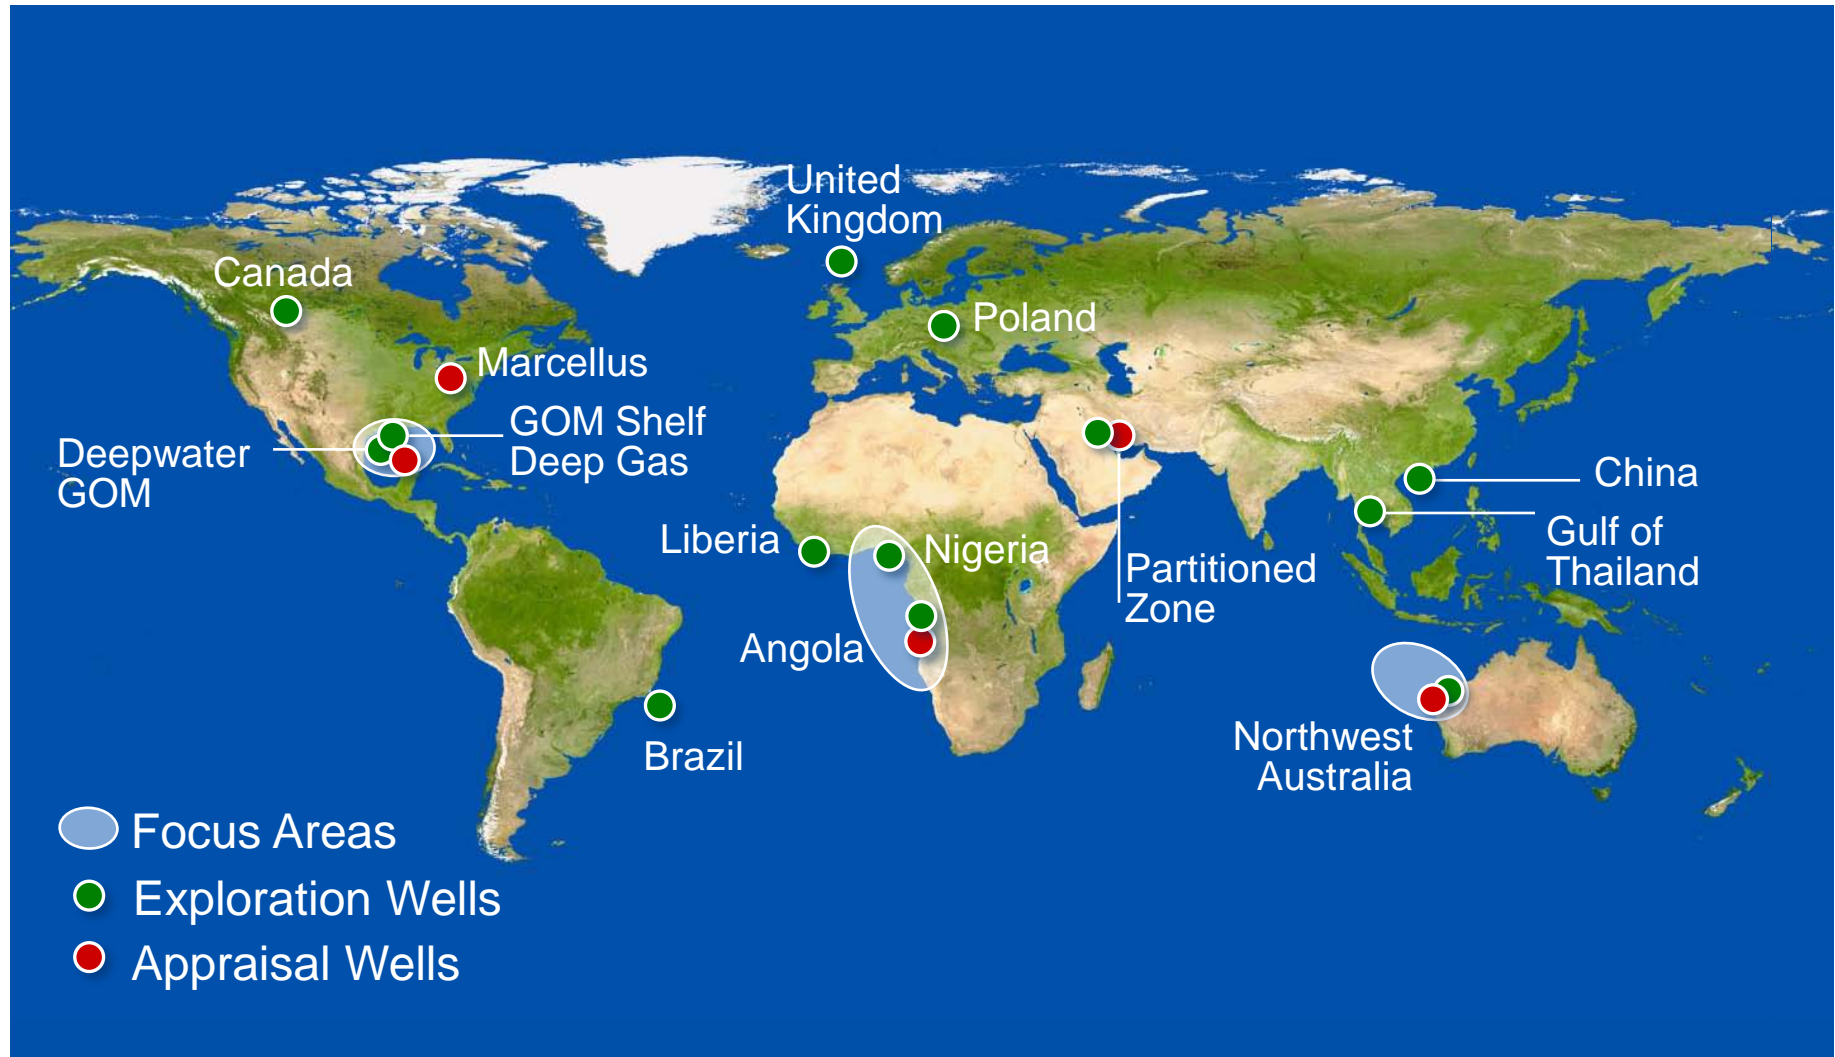 United
Kingdom
Canada
Poland
Marcellus
GOM Shelf
Deep Gas
Deepwater
GOM
China
Gulf of
Thailand
Liberia
Nigeria
Partitioned
Zone
Angola
Brazil
Northwest
Australia
Focus Areas
Exploration Wells
Appraisal Wells